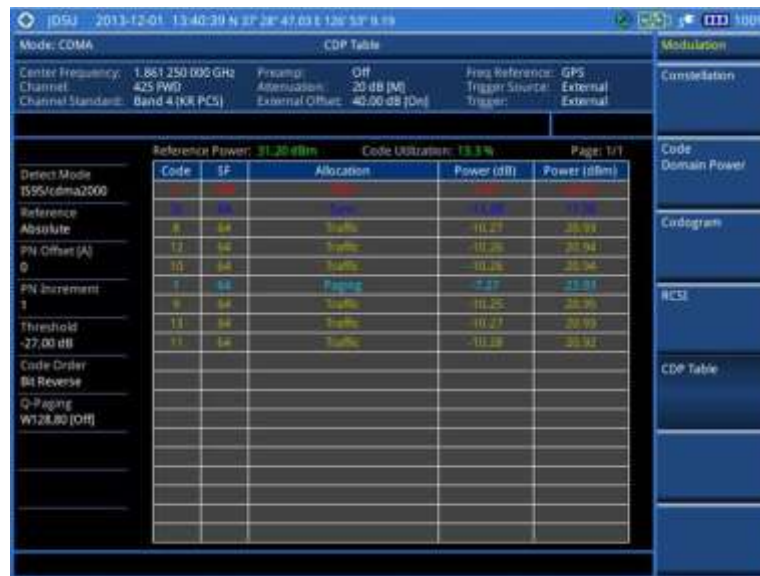 JDSU 2013-12-01 13:40:39 N 37° 28' 47.03 E 126° 53" 9.19
Mode: CDMA CDP Table Modulation
Center Frequency: 1.861 250 000 GHz Preamp: Off Freq Reference: GPS
Channel: 425 FWD Attenuation: 20 dB [M] Trigger Source: External
Channel Standard: Band 4 (KR PCS) External Offset: 40.00 dB [On] Trigger: External
Constellation
Reference Power: 31.20 dBm Code Utilization: 13.3 % Page: 1/1
Code
Domain Power
Code SF Allocation Power (dB) Power (dBm)
Detect Mode
IS95/cdma2000
64 Sync
Reference
Absolute
8 64 Traffic -10.27 20.93
12 64 Traffic -10.26 20.94
10 64 Traffic -10.26 20.94
1 64 Paging -7.27 23.93
9 64 Traffic -10.25 20.95
13 64 Traffic -10.27 20.93
11 64 Traffic -10.28 20.92
PN Offset [A]
0
PN Increment
1
Threshold
-27.00 dB
Code Order
Bit Reverse
Q-Paging
W128,80 [Off]
Codogram
RCSI
CDP Table